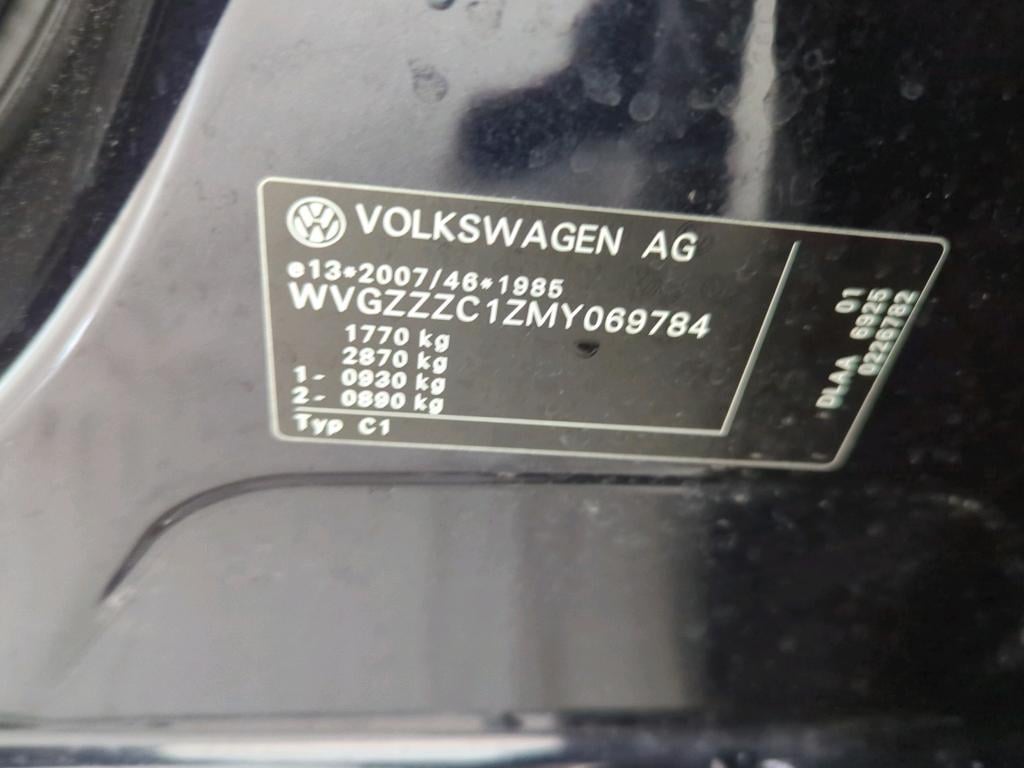 VOLKSWAGEN AG
e13*2007/46*1985
WVGZZZC1ZMY069784
1770 kg
2870 kg
1- 0930 kg
2- 0890 kg
Typ C1
01
DLAA 6925
0226782